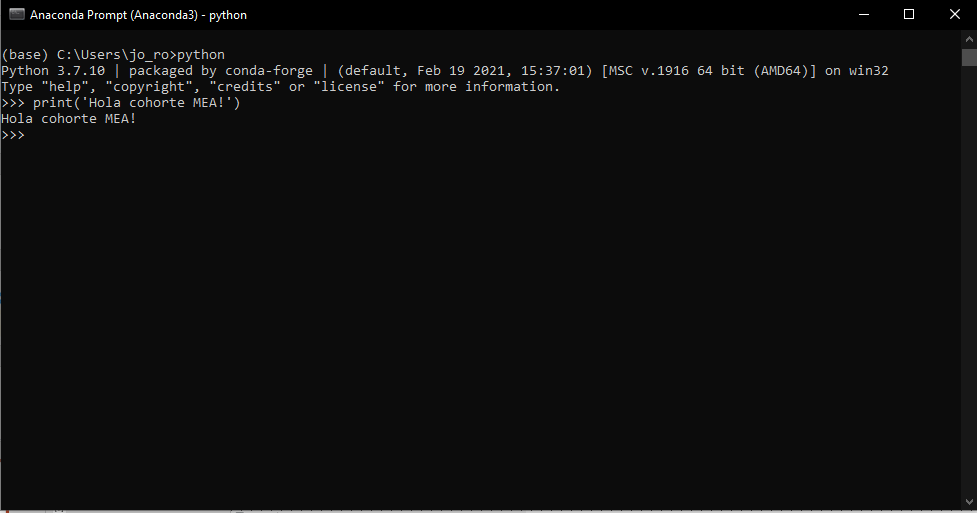 Anaconda Prompt (Anaconda3) - python
(base) C:\Users\jo_ro>python
Python 3.7.10 | packaged by conda-forge | (default, Feb 19 2021, 15:37:01) [MSC v.1916 64 bit (AMD64)] on win32
Type "help", "copyright", "credits" or "license" for more information.
>>> print('Hola cohorte MEA!')
Hola cohorte MEA!
>>>